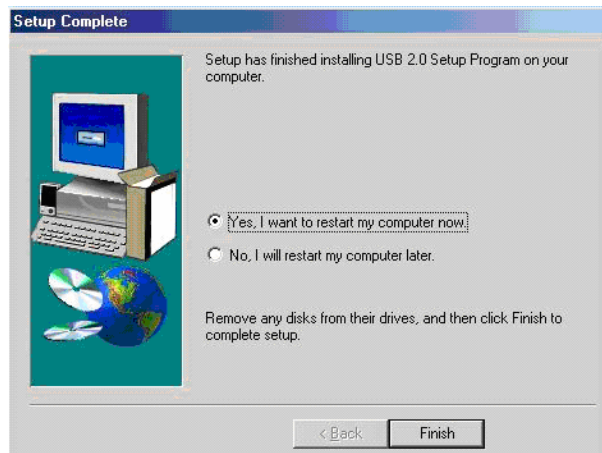 Setup Complete
Setup has finished installing USB 2.0 Setup Program on your
computer.
Yes, I want to restart my computer now.
No, I will restart my computer later.
Remove any disks from their drives, and then click Finish to
complete setup.
< Back Finish